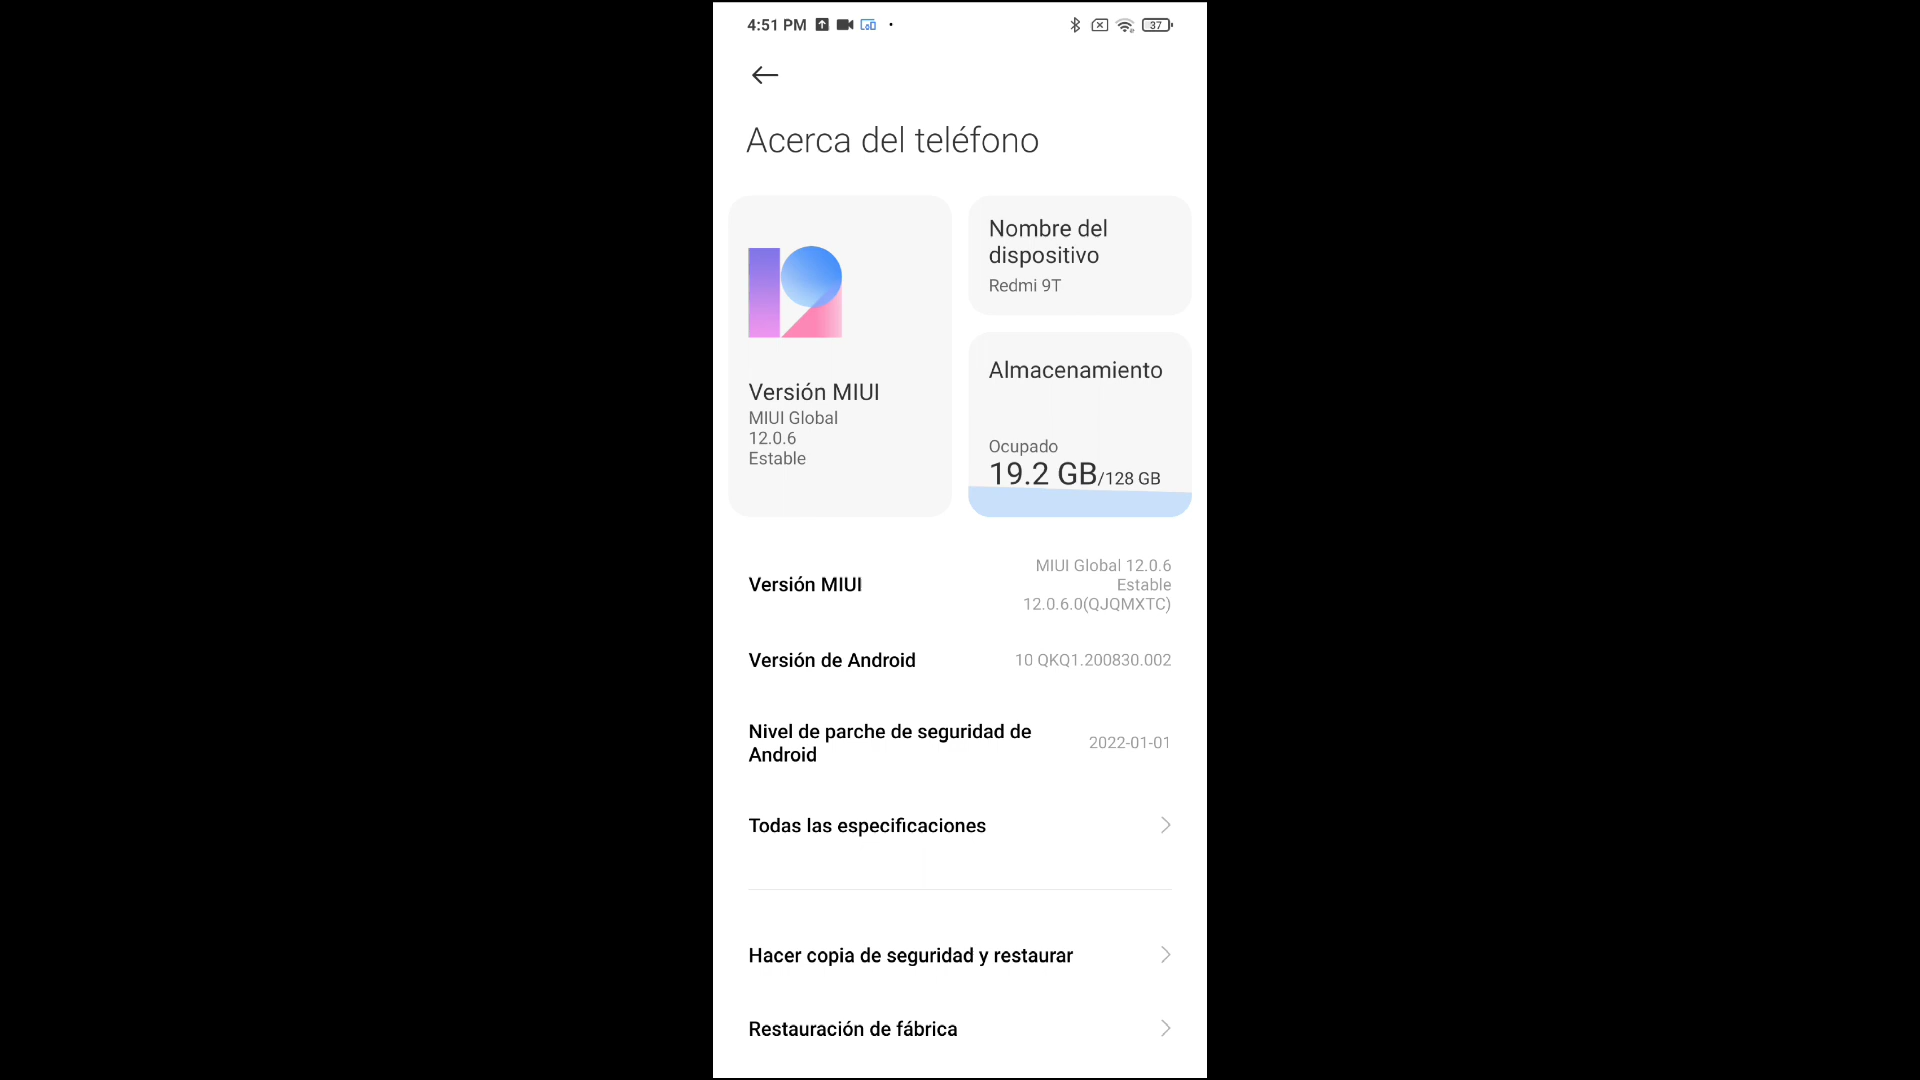 4:51 PM
37
Acerca del teléfono
Versión MIUI
MIUI Global
12.0.6
Estable
Nombre del
dispositivo
Redmi 9T
Almacenamiento
Ocupado
19.2 GB/128 GB
Versión MIUI
MIUI Global 12.0.6
Estable
12.0.6.0(QJQMXTC)
Versión de Android
10 QKQ1.200830.002
Nivel de parche de seguridad de
Android
2022-01-01
Todas las especificaciones
Hacer copia de seguridad y restaurar
Restauración de fábrica